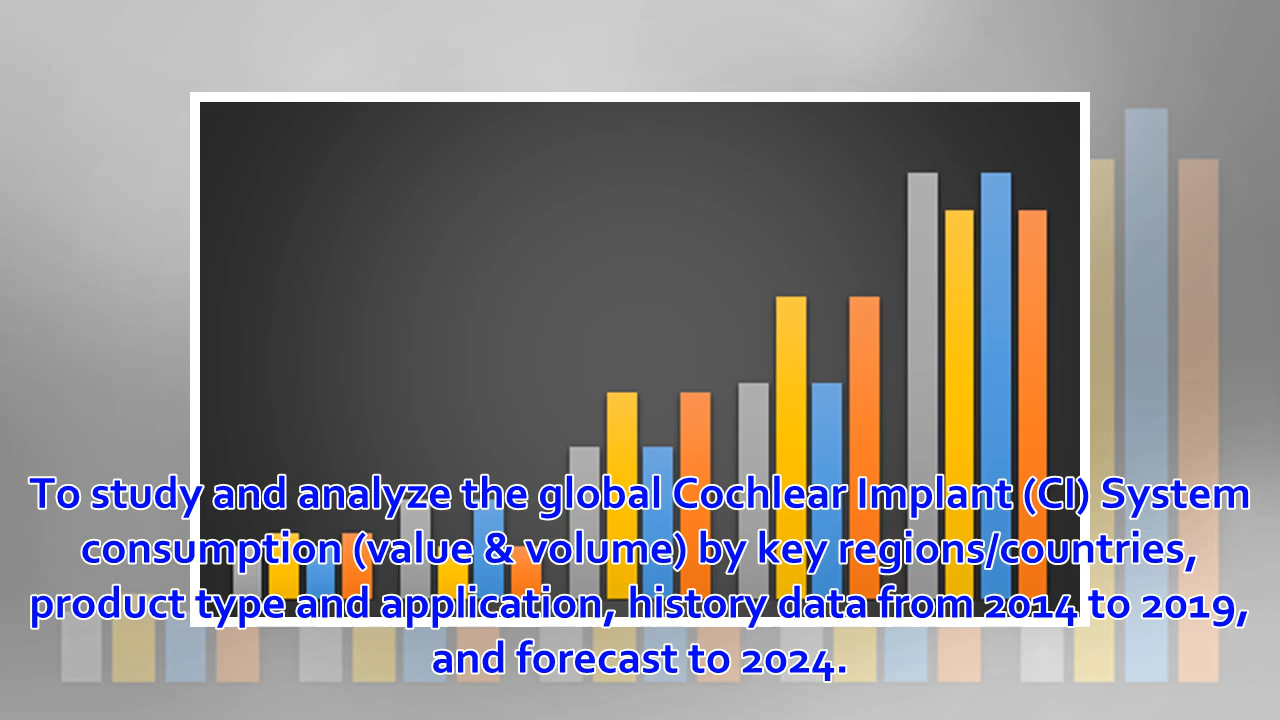 To study and analyze the global Cochlear Implant (CI) System
consumption (value & volume) by key regions/countries,
product type and application, history data from 2014 to 2019,
and forecast to 2024.